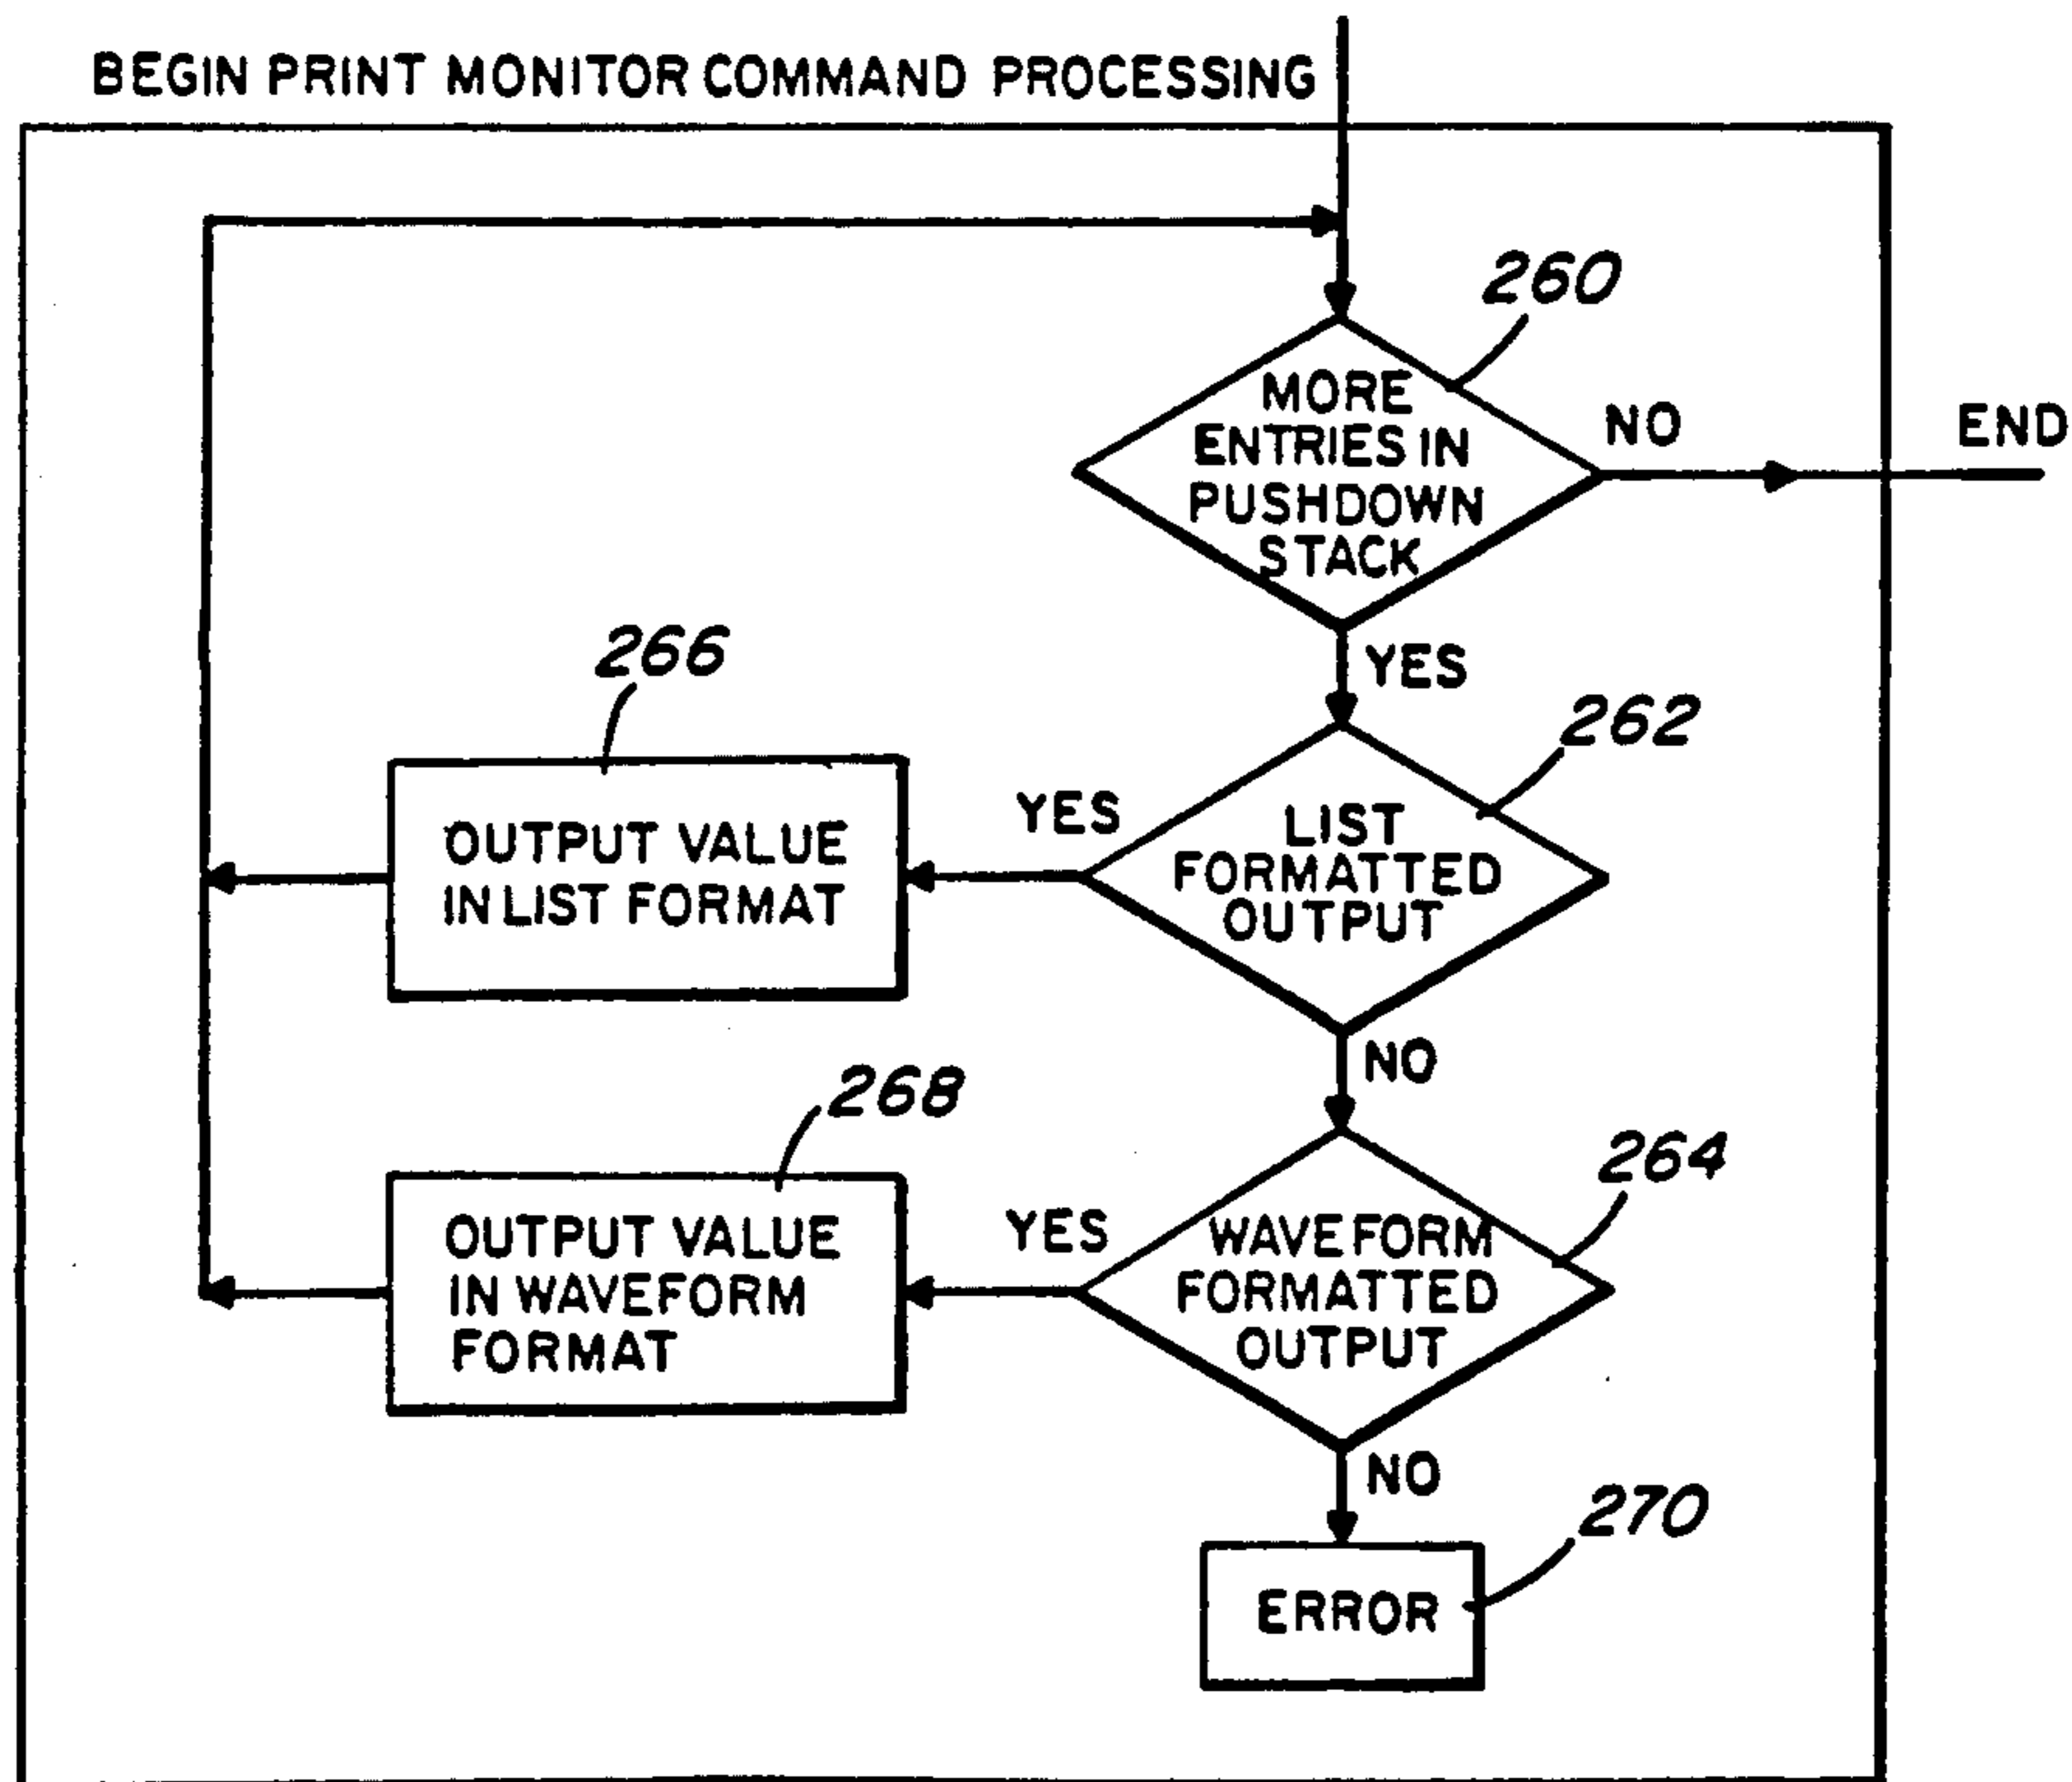 BEGIN PRINT MONITOR COMMAND PROCESSING
260
MORE
ENTRIES IN
PUSHDOWN
STACK
NO
END
YES
266
262
OUTPUT VALUE
IN LIST FORMAT
YES
LIST
FORMATTED
OUTPUT
NO
268
264
OUTPUT VALUE
IN WAVEFORM
FORMAT
YES
WAVEFORM
FORMATTED
OUTPUT
NO
270
ERROR